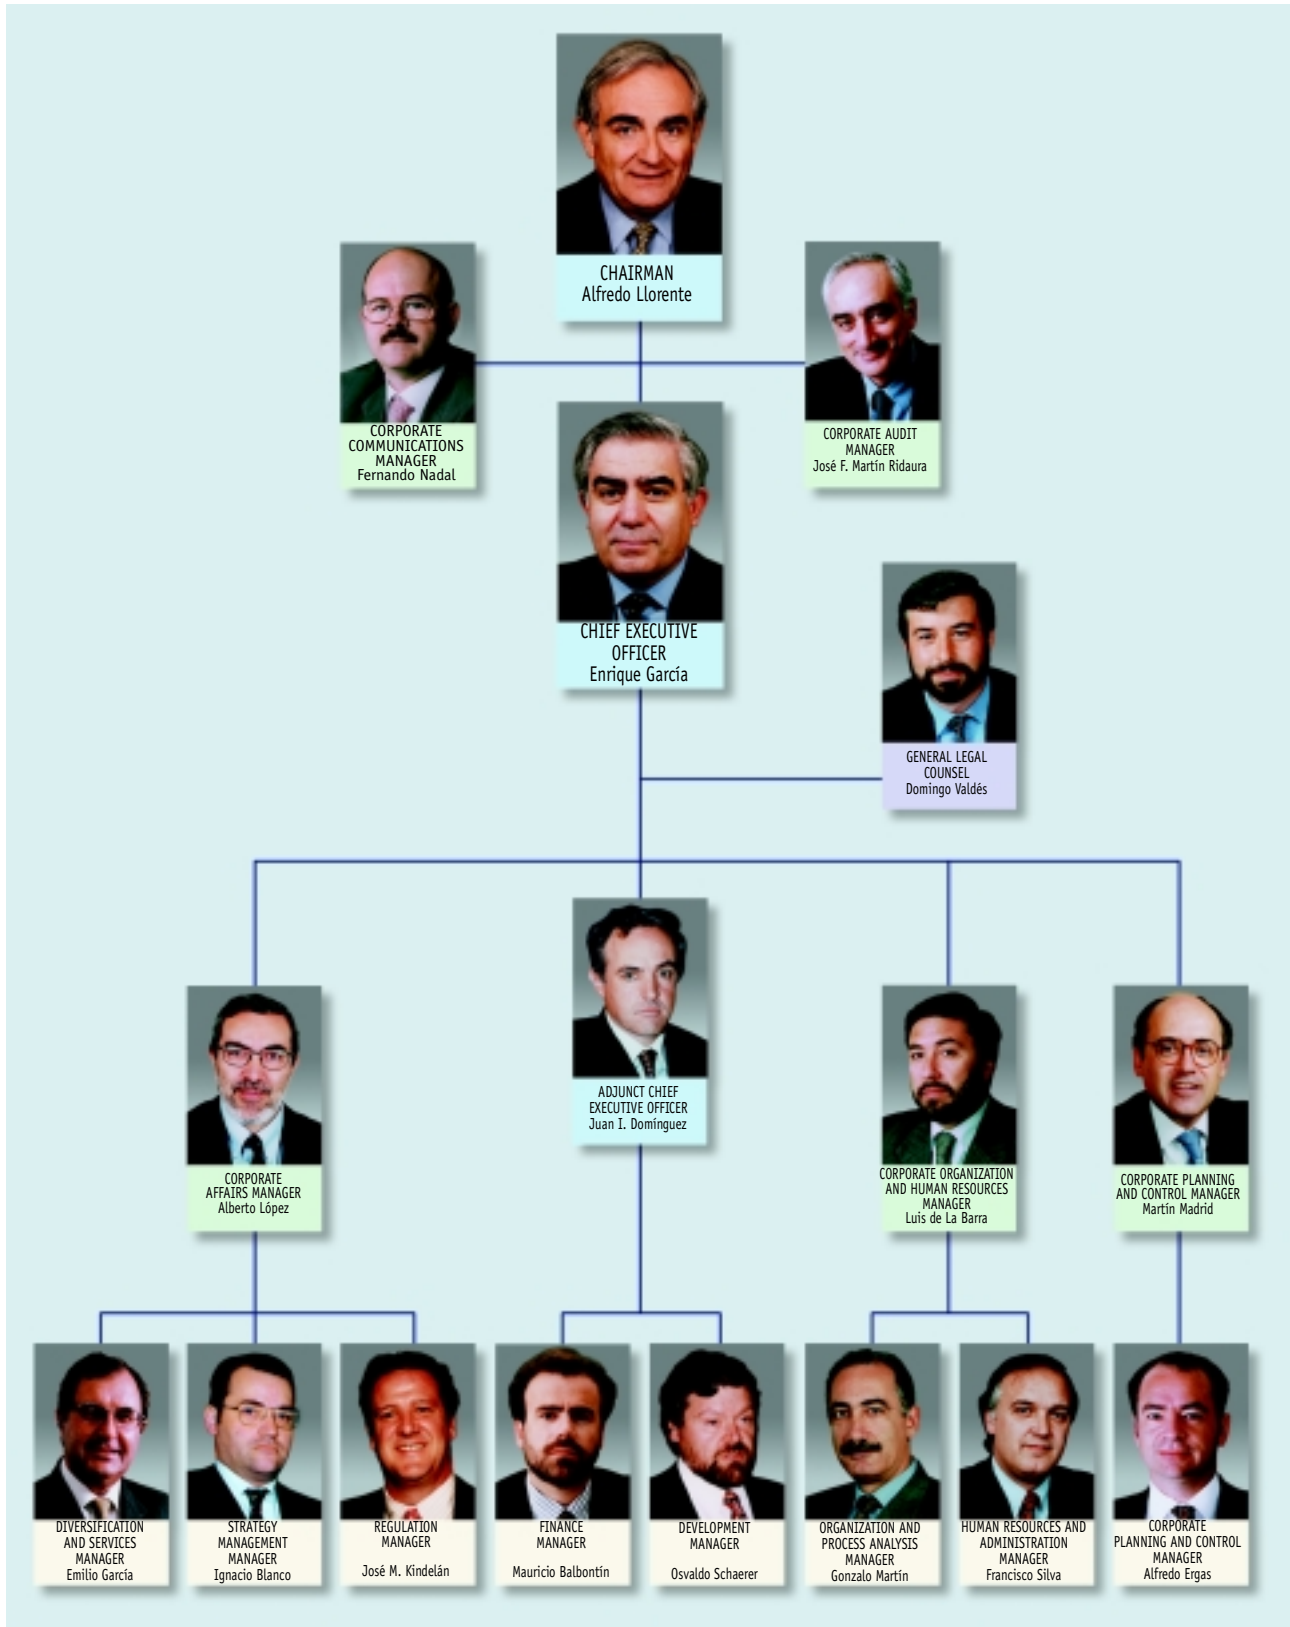 CHAIRMAN
Alfredo Llorente
CORPORATE
COMMUNICATIONS
MANAGER
Fernando Nadal
CORPORATE AUDIT
MANAGER
José F. Martín Ridaura
CHIEF EXECUTIVE
OFFICER
Enrique García
GENERAL LEGAL
COUNSEL
Domingo Valdés
ADJUNCT CHIEF
EXECUTIVE OFFICER
Juan I. Domínguez
CORPORATE
AFFAIRS MANAGER
Alberto López
CORPORATE ORGANIZATION
AND HUMAN RESOURCES
MANAGER
Luis de La Barra
CORPORATE PLANNING
AND CONTROL MANAGER
Martín Madrid
DIVERSIFICATION
AND SERVICES
MANAGER
Emilio García
STRATEGY
MANAGEMENT
MANAGER
Ignacio Blanco
REGULATION
MANAGER
José M. Kindelán
FINANCE
MANAGER
Mauricio Balbontín
DEVELOPMENT
MANAGER
Osvaldo Schaerer
ORGANIZATION AND
PROCESS ANALYSIS
MANAGER
Gonzalo Martín
HUMAN RESOURCES AND
ADMINISTRATION
MANAGER
Francisco Silva
CORPORATE
PLANNING AND CONTROL
MANAGER
Alfredo Ergas